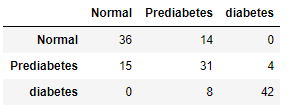 Normal Prediabetes diabetes
Normal 36 14 0
Prediabetes 15 31 4
diabetes 0 8 42